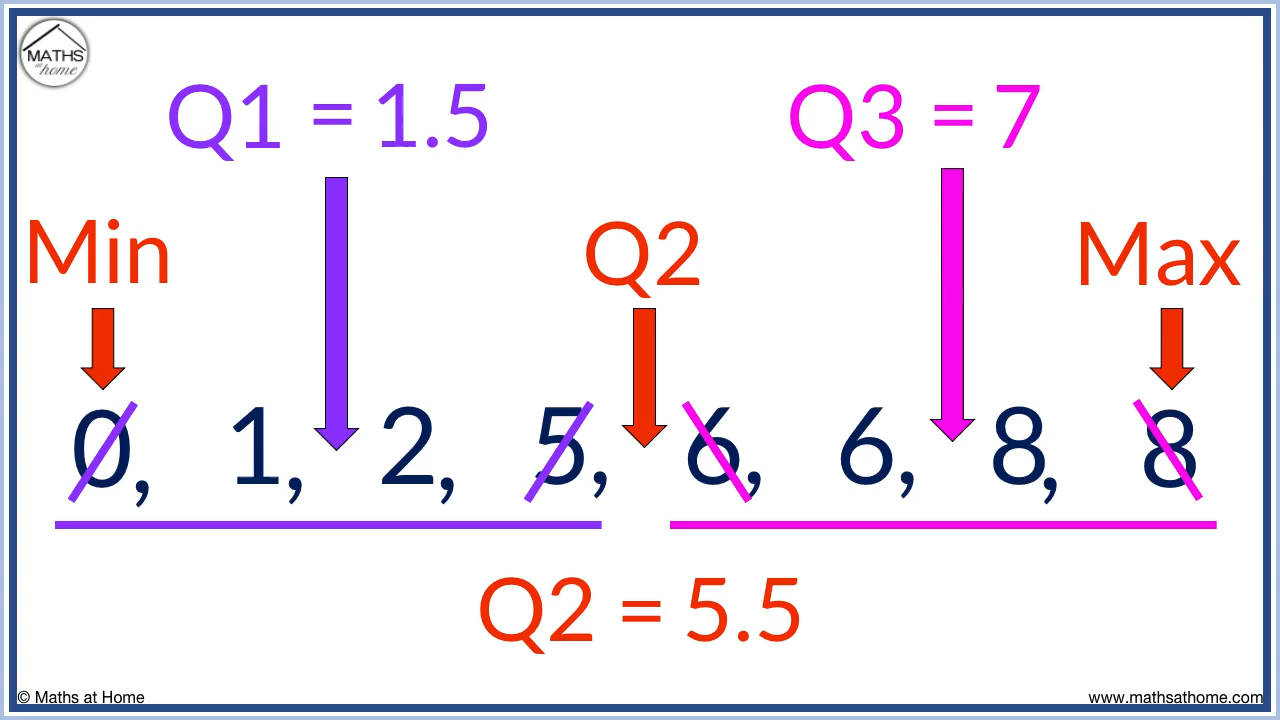 MATHS
at
home
Q1 = 1.5
Q3 = 7
Min
Q2
Max
0, 1, 2, 5, 6, 6, 8, 8
Q2 = 5.5
© Maths at Home
www.mathsathome.com